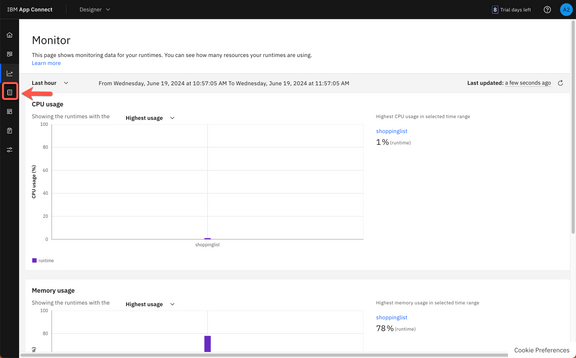 IBM App Connect
Designer
8 Trial days left
AZ
Monitor
This page shows monitoring data for your runtimes. You can see how many resources your runtimes are using.
Learn more
Last hour
From Wednesday, June 19, 2024 at 10:57:05 AM To Wednesday, June 19, 2024 at 11:57:05 AM
Last updated: a few seconds ago
CPU usage
Showing the runtimes with the
Highest usage
Highest CPU usage in selected time range
shoppinglist
1% (runtime)
CPU usage (%)
100
80
60
40
20
0
shoppinglist
runtime
Memory usage
Showing the runtimes with the
Highest usage
Highest memory usage in selected time range
shoppinglist
78% (runtime)
100
80
Cookie Preferences